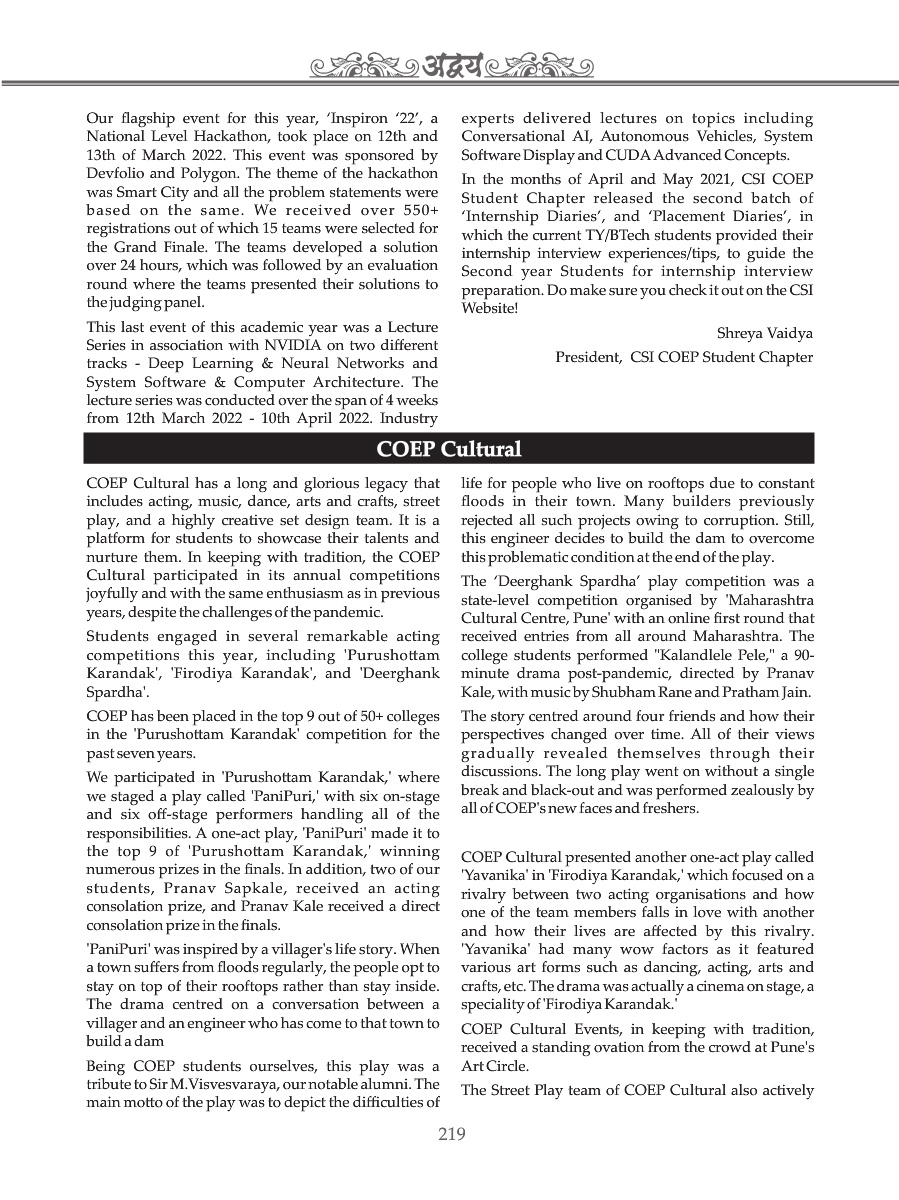 अद्वय
Our flagship event for this year, ‘Inspiron ‘22’, a
National Level Hackathon, took place on 12th and
13th of March 2022. This event was sponsored by
Devfolio and Polygon. The theme of the hackathon
was Smart City and all the problem statements were
based on the same. We received over 550+
registrations out of which 15 teams were selected for
the Grand Finale. The teams developed a solution
over 24 hours, which was followed by an evaluation
round where the teams presented their solutions to
the judging panel.
This last event of this academic year was a Lecture
Series in association with NVIDIA on two different
tracks - Deep Learning & Neural Networks and
System Software & Computer Architecture. The
lecture series was conducted over the span of 4 weeks
from 12th March 2022 - 10th April 2022. Industry
experts delivered lectures on topics including
Conversational AI, Autonomous Vehicles, System
Software Display and CUDA Advanced Concepts.
In the months of April and May 2021, CSI COEP
Student Chapter released the second batch of
‘Internship Diaries’, and ‘Placement Diaries’, in
which the current TY/BTech students provided their
internship interview experiences/tips, to guide the
Second year Students for internship interview
preparation. Do make sure you check it out on the CSI
Website!
Shreya Vaidya
President, CSI COEP Student Chapter
COEP Cultural
COEP Cultural has a long and glorious legacy that
includes acting, music, dance, arts and crafts, street
play, and a highly creative set design team. It is a
platform for students to showcase their talents and
nurture them. In keeping with tradition, the COEP
Cultural participated in its annual competitions
joyfully and with the same enthusiasm as in previous
years, despite the challenges of the pandemic.
Students engaged in several remarkable acting
competitions this year, including 'Purushottam
Karandak', 'Firodiya Karandak', and 'Deerghank
Spardha'.
COEP has been placed in the top 9 out of 50+ colleges
in the 'Purushottam Karandak' competition for the
past seven years.
We participated in 'Purushottam Karandak,' where
we staged a play called 'PaniPuri,' with six on-stage
and six off-stage performers handling all of the
responsibilities. A one-act play, 'PaniPuri' made it to
the top 9 of 'Purushottam Karandak,' winning
numerous prizes in the finals. In addition, two of our
students, Pranav Sapkale, received an acting
consolation prize, and Pranav Kale received a direct
consolation prize in the finals.
'PaniPuri' was inspired by a villager's life story. When
a town suffers from floods regularly, the people opt to
stay on top of their rooftops rather than stay inside.
The drama centred on a conversation between a
villager and an engineer who has come to that town to
build a dam
Being COEP students ourselves, this play was a
tribute to Sir M.Visvesvaraya, our notable alumni. The
main motto of the play was to depict the difficulties of
life for people who live on rooftops due to constant
floods in their town. Many builders previously
rejected all such projects owing to corruption. Still,
this engineer decides to build the dam to overcome
this problematic condition at the end of the play.
The ‘Deerghank Spardha’ play competition was a
state-level competition organised by 'Maharashtra
Cultural Centre, Pune' with an online first round that
received entries from all around Maharashtra. The
college students performed "Kalandlele Pele," a 90-
minute drama post-pandemic, directed by Pranav
Kale, with music by Shubham Rane and Pratham Jain.
The story centred around four friends and how their
perspectives changed over time. All of their views
gradually revealed themselves through their
discussions. The long play went on without a single
break and black-out and was performed zealously by
all of COEP's new faces and freshers.
COEP Cultural presented another one-act play called
'Yavanika' in 'Firodiya Karandak,' which focused on a
rivalry between two acting organisations and how
one of the team members falls in love with another
and how their lives are affected by this rivalry.
'Yavanika' had many wow factors as it featured
various art forms such as dancing, acting, arts and
crafts, etc. The drama was actually a cinema on stage, a
speciality of 'Firodiya Karandak.'
COEP Cultural Events, in keeping with tradition,
received a standing ovation from the crowd at Pune's
Art Circle.
The Street Play team of COEP Cultural also actively
219